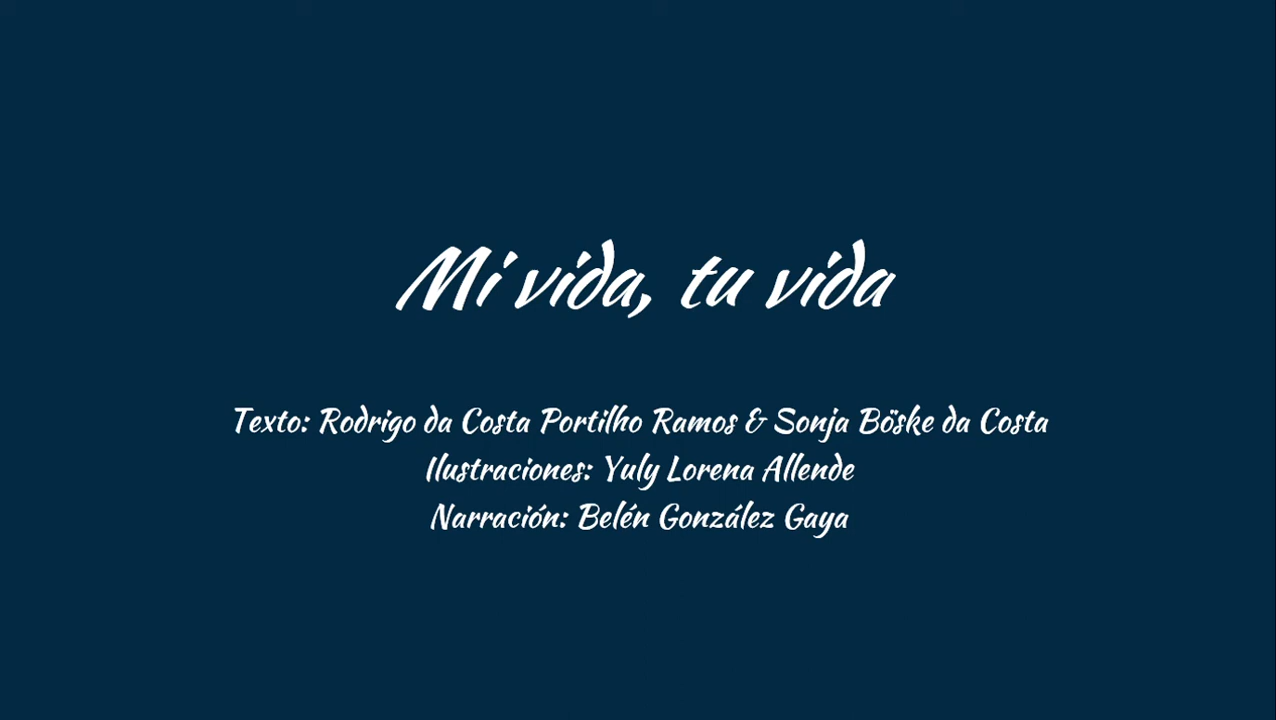 Mi vida, tu vida
Texto: Rodrigo da Costa Portilho Ramos & Sonja Böske da Costa
Ilustraciones: Yuly Lorena Allende
Narración: Belén González Gaya